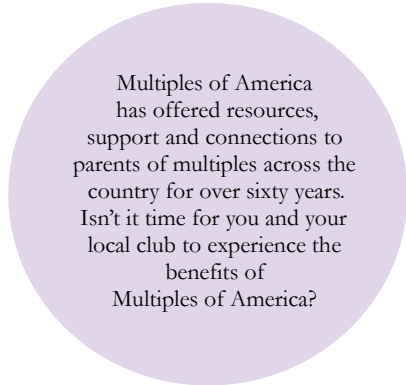 Multiples of America
has offered resources,
support and connections to
parents of multiples across the
country for over sixty years.
Isn’t it time for you and your
local club to experience the
benefits of
Multiples of America?